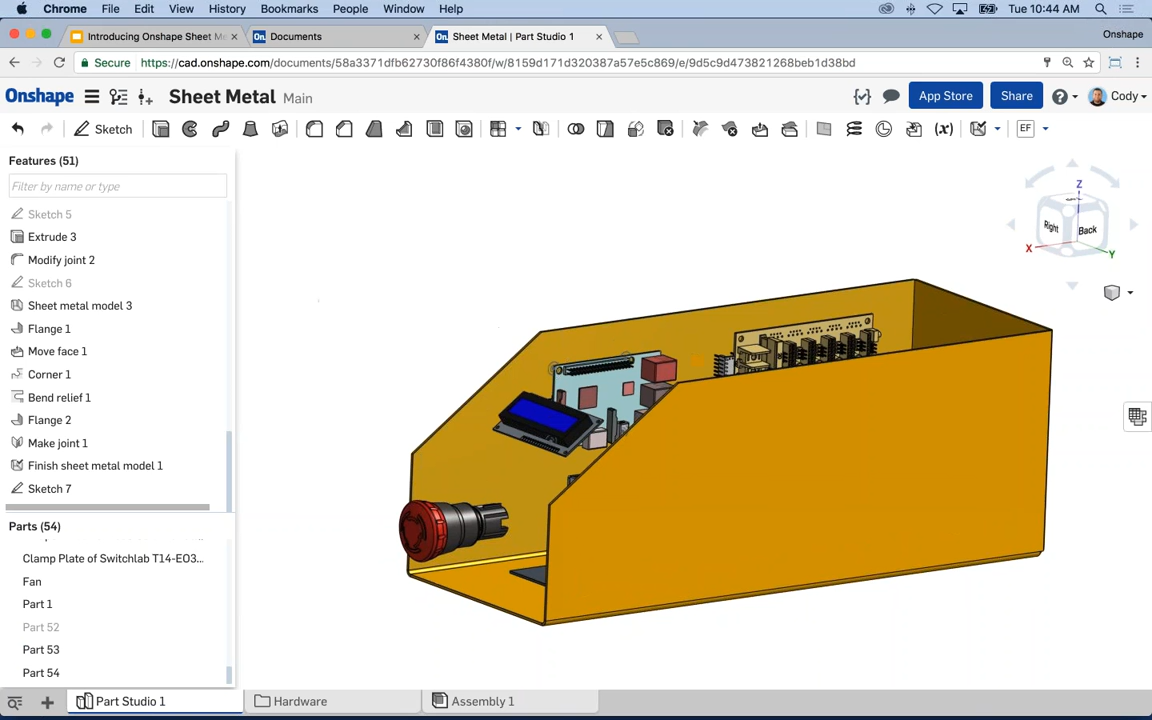 Chrome File Edit View History Bookmarks People Window Help Tue 10:44 AM
Introducing Onshape Sheet Me Documents Sheet Metal | Part Studio 1 Onshape
Secure https://cad.onshape.com/documents/58a3371dfb62730f86f4380f/w/8159d171d320387a57e5c869/e/9d5c9d473821268beb1d38bd
Onshape Sheet Metal Main App Store Share Cody
Sketch (x) EF
Features (51)
Filter by name or type
Sketch 5
Extrude 3
Modify joint 2
Sketch 6
Sheet metal model 3
Flange 1
Move face 1
Corner 1
Bend relief 1
Flange 2
Make joint 1
Finish sheet metal model 1
Sketch 7
Parts (54)
Clamp Plate of Switchlab T14-EO3...
Fan
Part 1
Part 52
Part 53
Part 54
Z
Right Back
X Y
Part Studio 1 Hardware Assembly 1